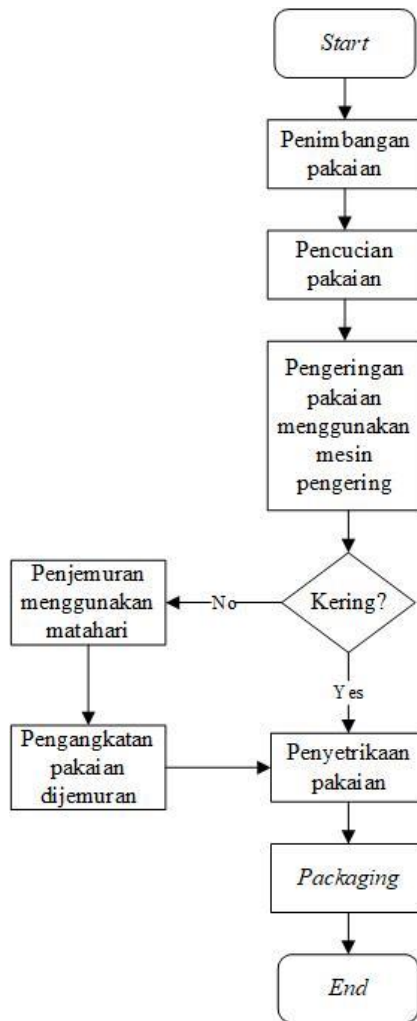 Start
Penimbangan
pakaian
Pencucian
pakaian
Pengeringan
pakaian
menggunakan
mesin
pengering
Kering?
No
Penjemuran
menggunakan
matahari
Yes
Pengangkatan
pakaian
dijemuran
Penyetrikaan
pakaian
Packaging
End